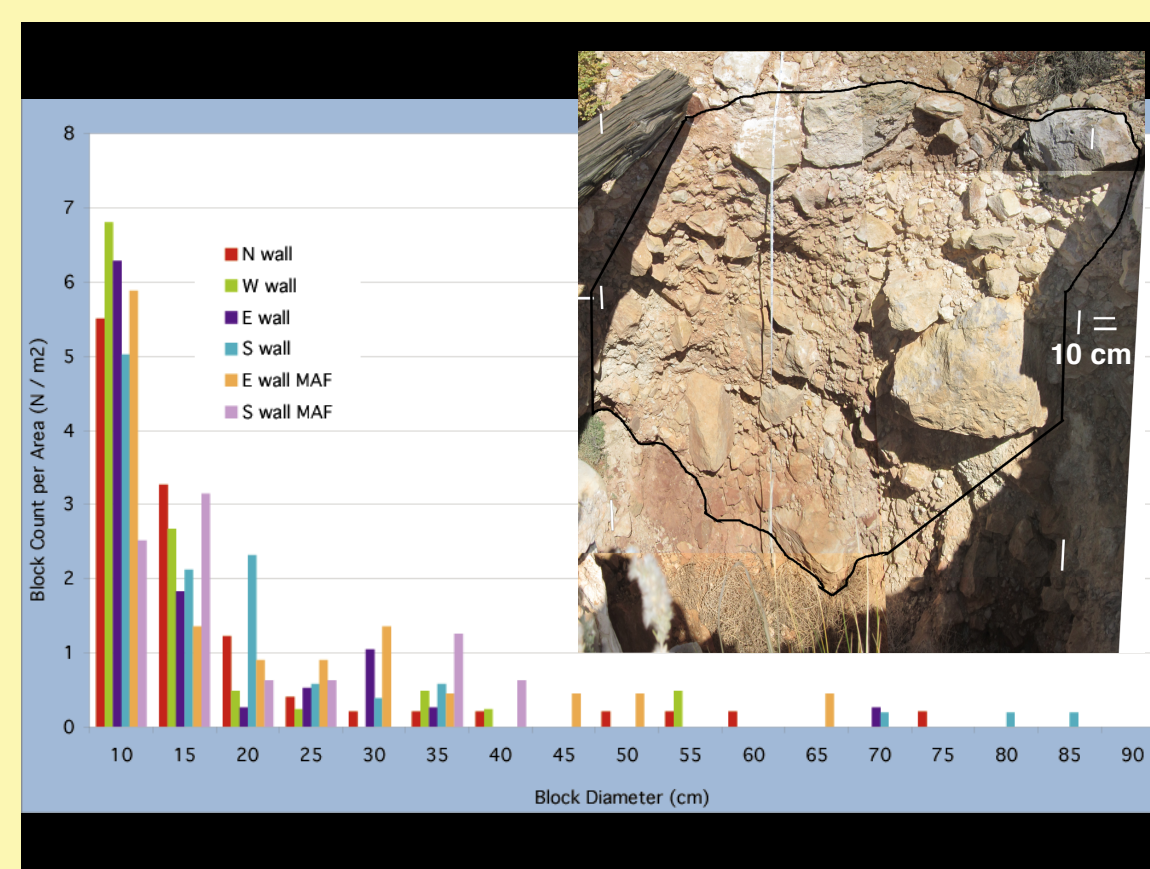 8
7
6
5
4
3
2
1
0
Block Count per Area (N / m2)
N wall
W wall
E wall
S wall
E wall MAF
S wall MAF
10 cm
10 15 20 25 30 35 40 45 50 55 60 65 70 75 80 85 90
Block Diameter (cm)